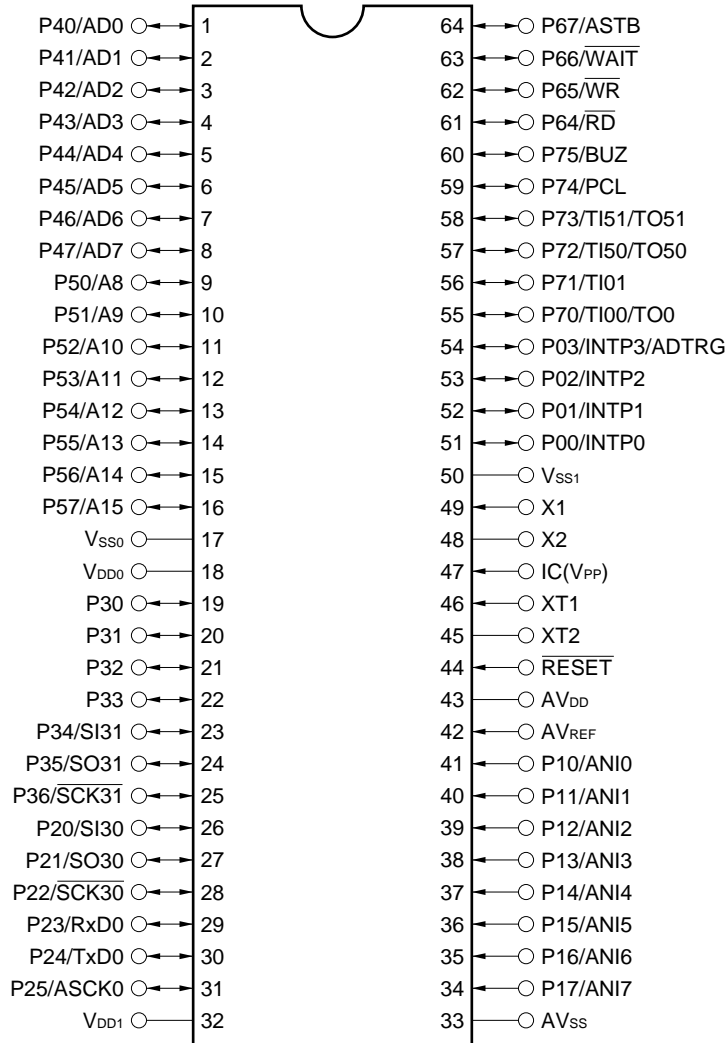 P40/AD0 1 64 P67/ASTB
P41/AD1 2 63 P66/WAIT
P42/AD2 3 62 P65/WR
P43/AD3 4 61 P64/RD
P44/AD4 5 60 P75/BUZ
P45/AD5 6 59 P74/PCL
P46/AD6 7 58 P73/TI51/TO51
P47/AD7 8 57 P72/TI50/TO50
P50/A8 9 56 P71/TI01
P51/A9 10 55 P70/TI00/TO0
P52/A10 11 54 P03/INTP3/ADTRG
P53/A11 12 53 P02/INTP2
P54/A12 13 52 P01/INTP1
P55/A13 14 51 P00/INTP0
P56/A14 15 50 VSS1
P57/A15 16 49 X1
VSS0 17 48 X2
VDD0 18 47 IC(VPP)
P30 19 46 XT1
P31 20 45 XT2
P32 21 44 RESET
P33 22 43 AVDD
P34/SI31 23 42 AVREF
P35/SO31 24 41 P10/ANI0
P36/SCK31 25 40 P11/ANI1
P20/SI30 26 39 P12/ANI2
P21/SO30 27 38 P13/ANI3
P22/SCK30 28 37 P14/ANI4
P23/RxD0 29 36 P15/ANI5
P24/TxD0 30 35 P16/ANI6
P25/ASCK0 31 34 P17/ANI7
VDD1 32 33 AVSS